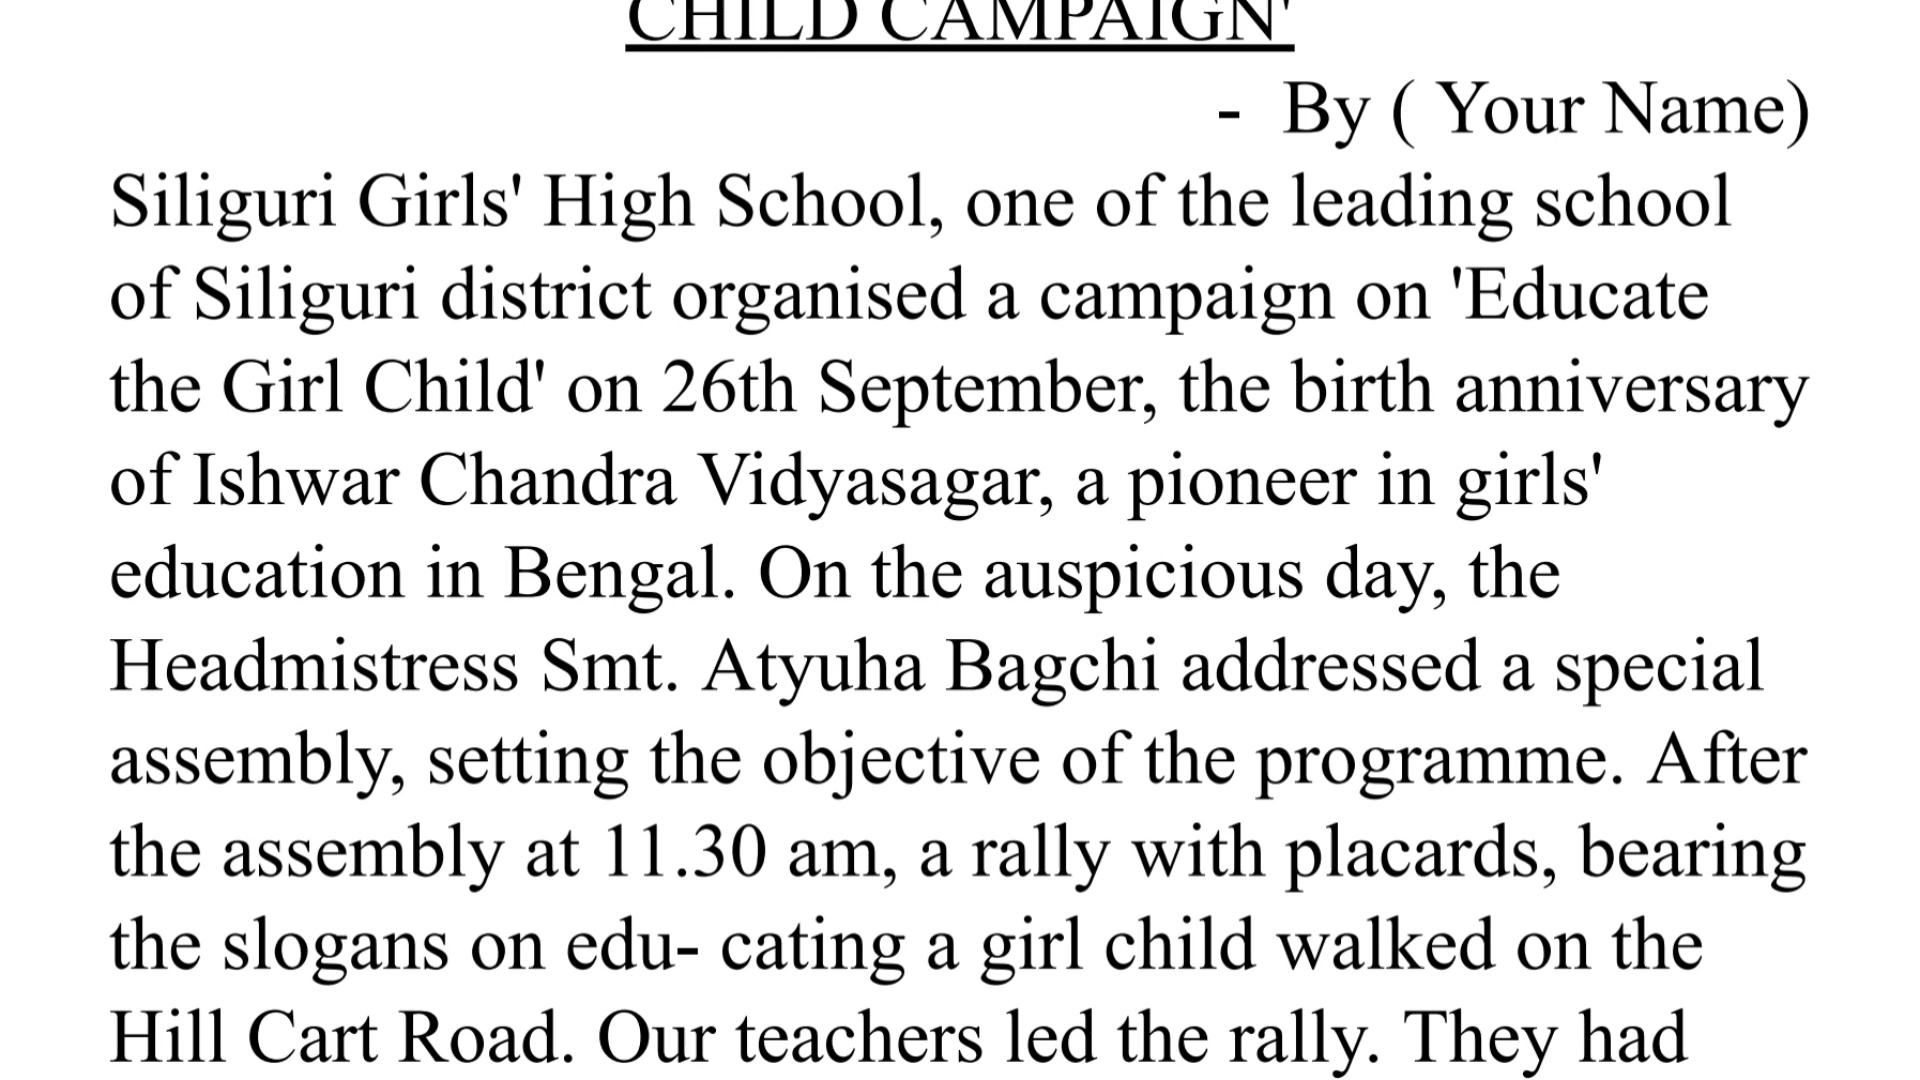 CHILD CAMPAIGN'
- By ( Your Name)
Siliguri Girls' High School, one of the leading school
of Siliguri district organised a campaign on 'Educate
the Girl Child' on 26th September, the birth anniversary
of Ishwar Chandra Vidyasagar, a pioneer in girls'
education in Bengal. On the auspicious day, the
Headmistress Smt. Atyuha Bagchi addressed a special
assembly, setting the objective of the programme. After
the assembly at 11.30 am, a rally with placards, bearing
the slogans on edu- cating a girl child walked on the
Hill Cart Road. Our teachers led the rally. They had